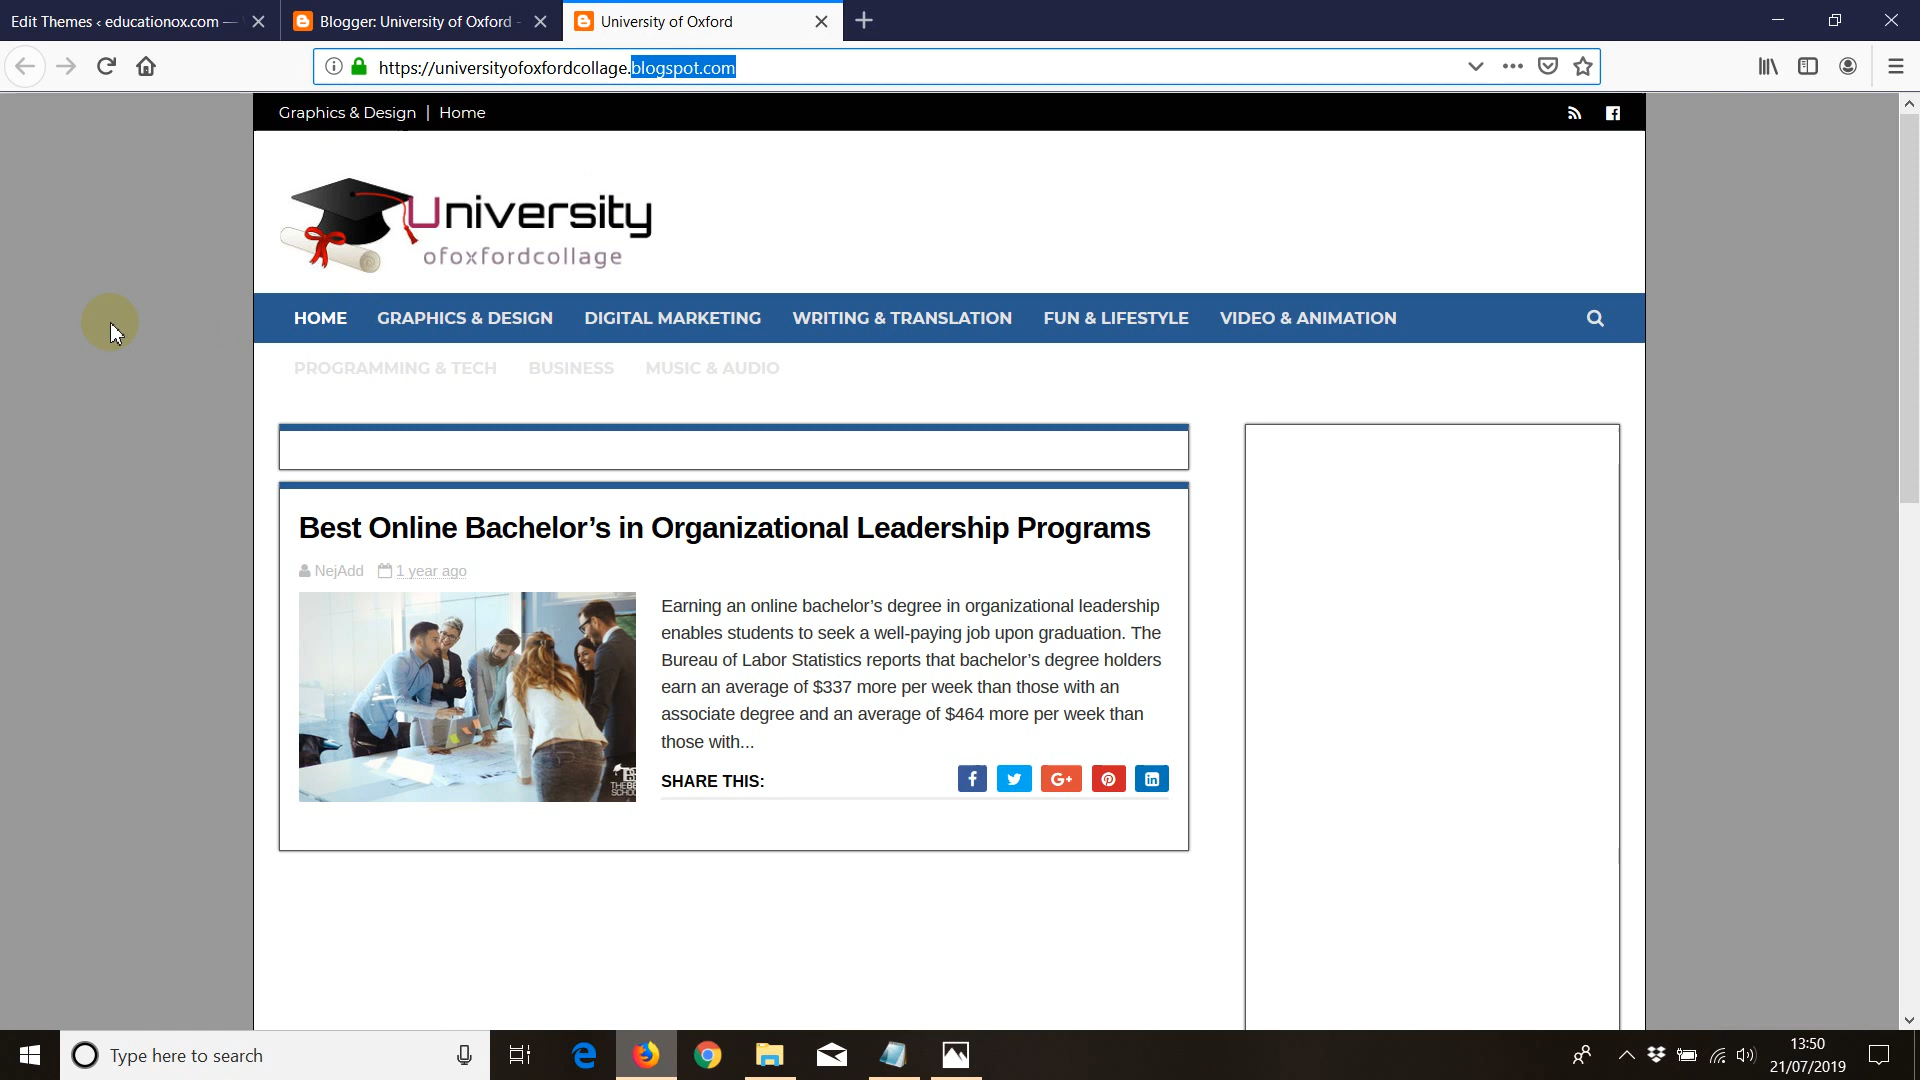 Edit Themes ‹ educationox.com —
Blogger: University of Oxford -
University of Oxford
https://universityofoxfordcollage.blogspot.com
Graphics & Design | Home
University
ofoxfordcollage
HOME GRAPHICS & DESIGN DIGITAL MARKETING WRITING & TRANSLATION FUN & LIFESTYLE VIDEO & ANIMATION
PROGRAMMING & TECH BUSINESS MUSIC & AUDIO
Best Online Bachelor’s in Organizational Leadership Programs
NejAdd 1 year ago
Earning an online bachelor’s degree in organizational leadership
enables students to seek a well-paying job upon graduation. The
Bureau of Labor Statistics reports that bachelor’s degree holders
earn an average of $337 more per week than those with an
associate degree and an average of $464 more per week than
those with...
SHARE THIS:
Type here to search
13:50
21/07/2019